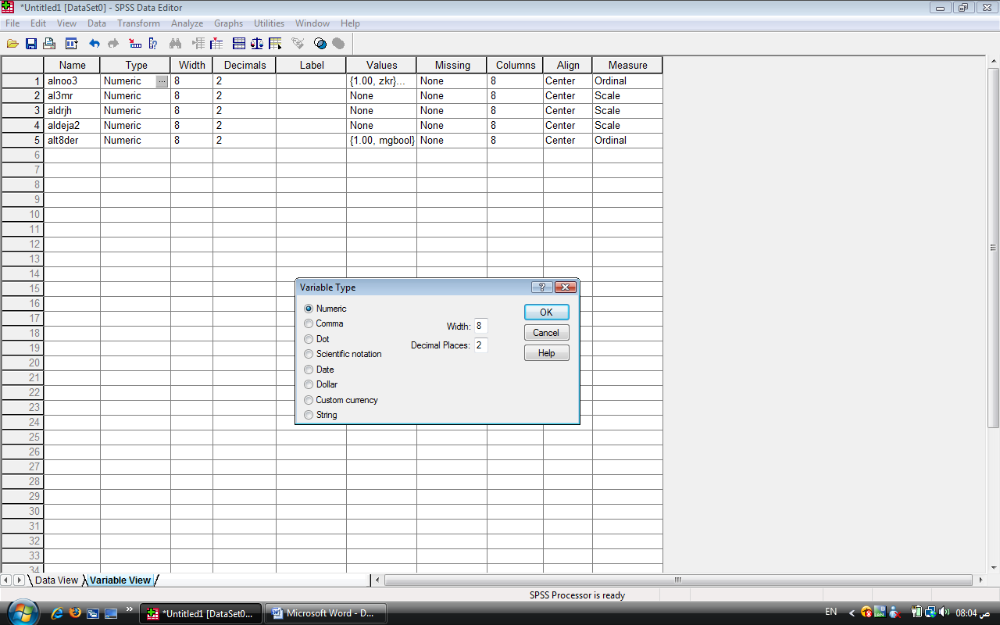 *Untitled1 [DataSet0] - SPSS Data Editor
File Edit View Data Transform Analyze Graphs Utilities Window Help
Name Type Width Decimals Label Values Missing Columns Align Measure
1 alnoo3 Numeric ... 8 2 {1.00, zkr}... None 8 Center Ordinal
2 al3mr Numeric 8 2 None None 8 Center Scale
3 aldrjh Numeric 8 2 None None 8 Center Scale
4 aldeja2 Numeric 8 2 None None 8 Center Scale
5 alt8der Numeric 8 2 {1.00, mgbool} None 8 Center Ordinal
6
7
8
9
10
11
12
13
14
15
16
17
18
19
20
21
22
23
24
25
26
27
28
29
30
31
32
33
34
Variable Type
Numeric
Comma
Dot
Scientific notation
Date
Dollar
Custom currency
String
Width: 8
Decimal Places: 2
OK
Cancel
Help
Data View Variable View
SPSS Processor is ready
*Untitled1 [DataSet0... Microsoft Word - D... EN 08:04 ص